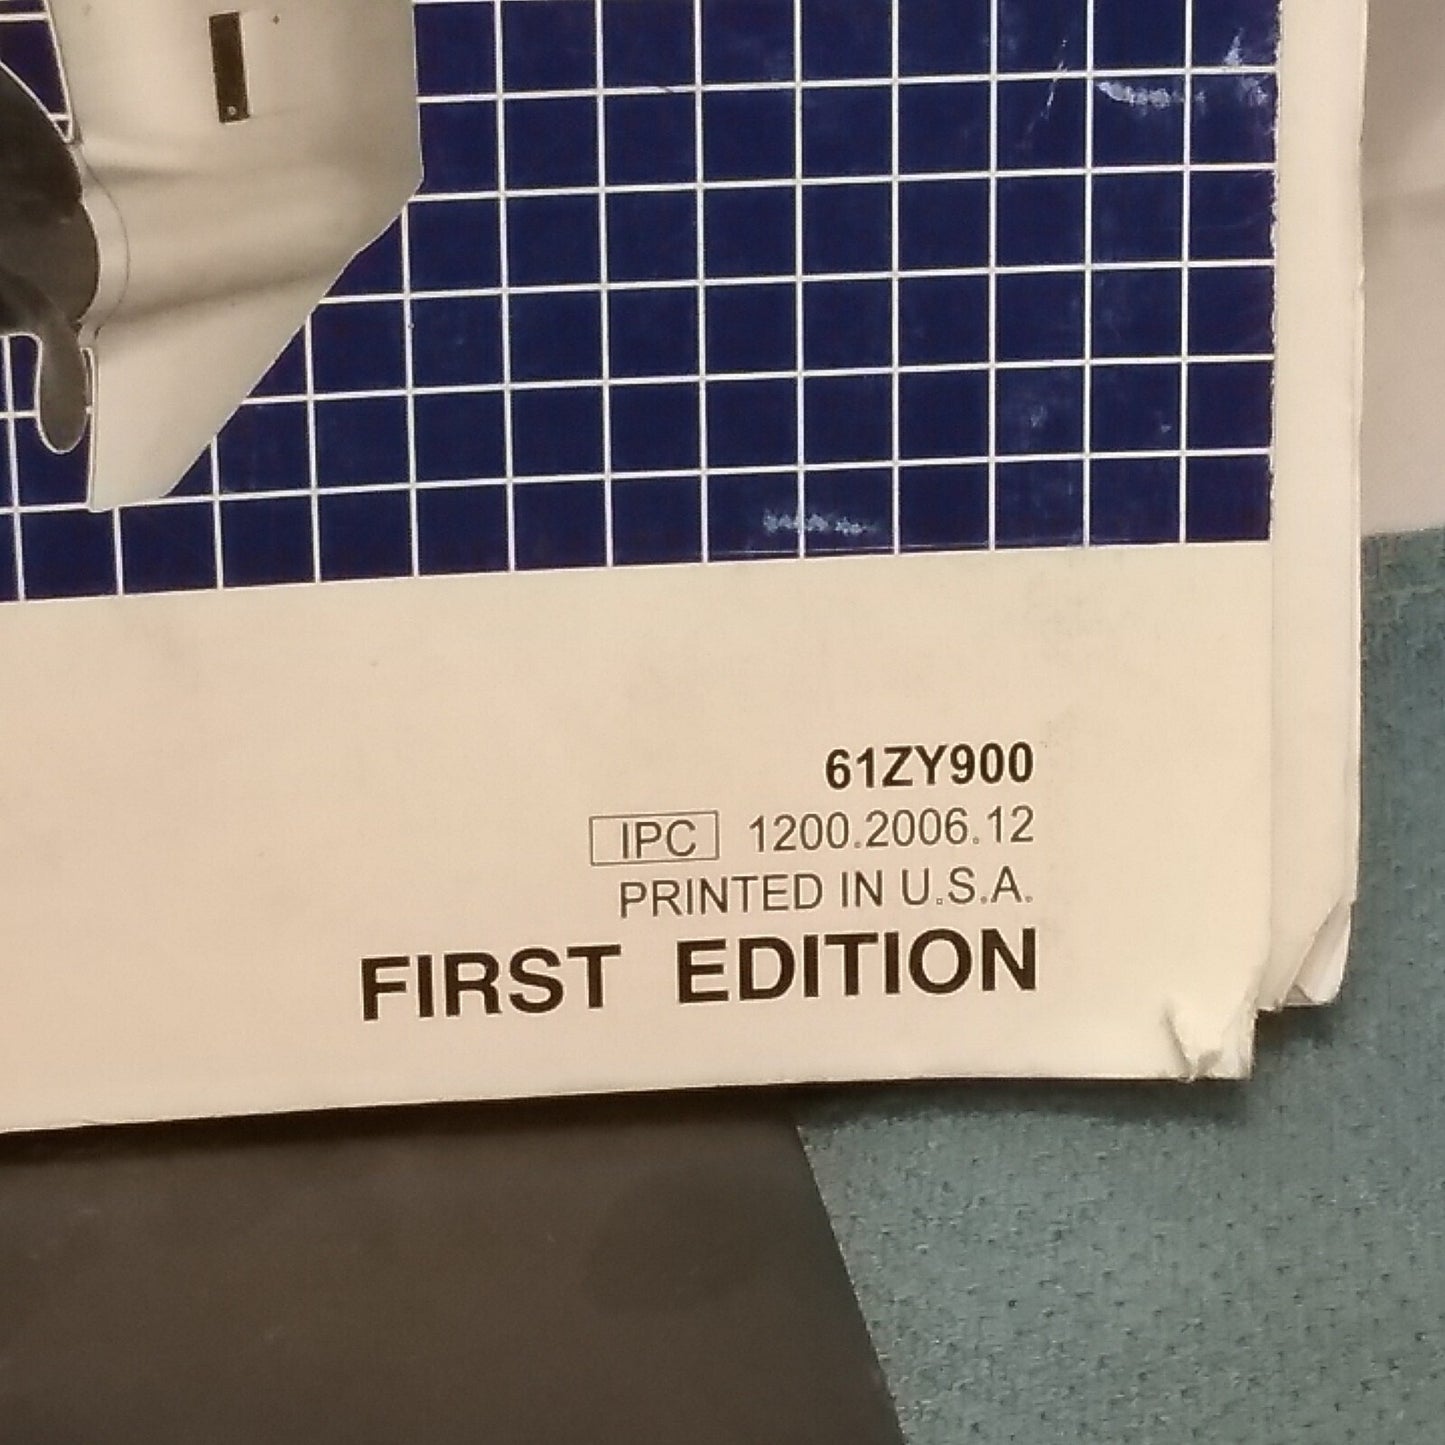 61ZY900
IPC 1200.2006.12
PRINTED IN U.S.A.
FIRST EDITION